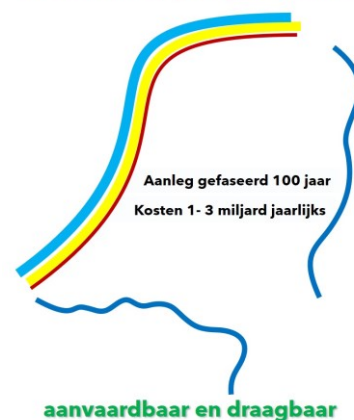 Aanleg gefaseerd 100 jaar
Kosten 1- 3 miljard jaarlijks
aanvaardbaar en draagbaar